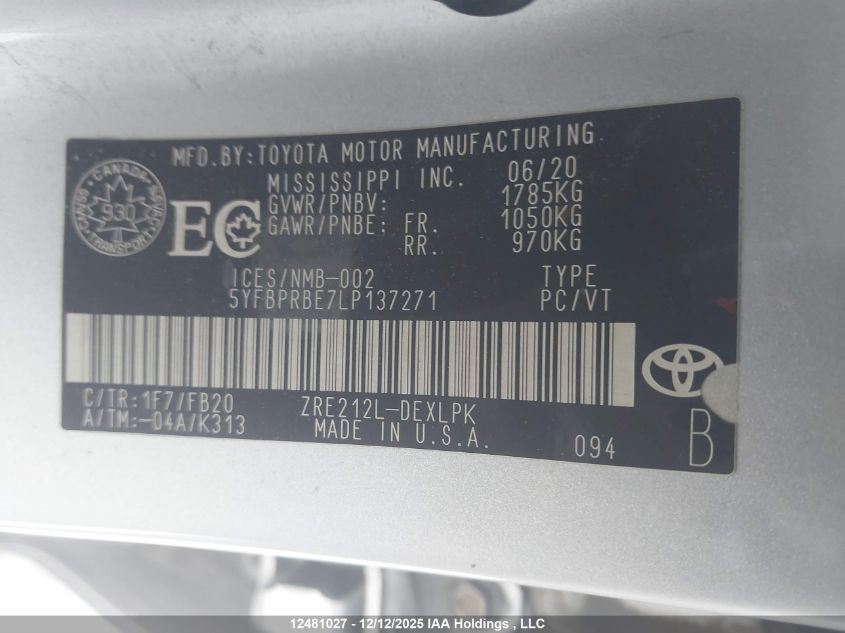 MFD.BY:TOYOTA MOTOR MANUFACTURING
MISSISSIPPI INC. 06/20
GVWR/PNBV: 1785KG
GAWR/PNBE: FR. 1050KG
RR. 970KG
CANADA
930
TRANSPORT
EC
ICES/NMB-002 TYPE
5YFBPRBE7LP137271 PC/VT
C/TR:1F7/FB20 ZRE212L-DEXLPK
A/TM:-04A/K313 MADE IN U.S.A.
094
B
12481027 - 12/12/2025 IAA Holdings , LLC